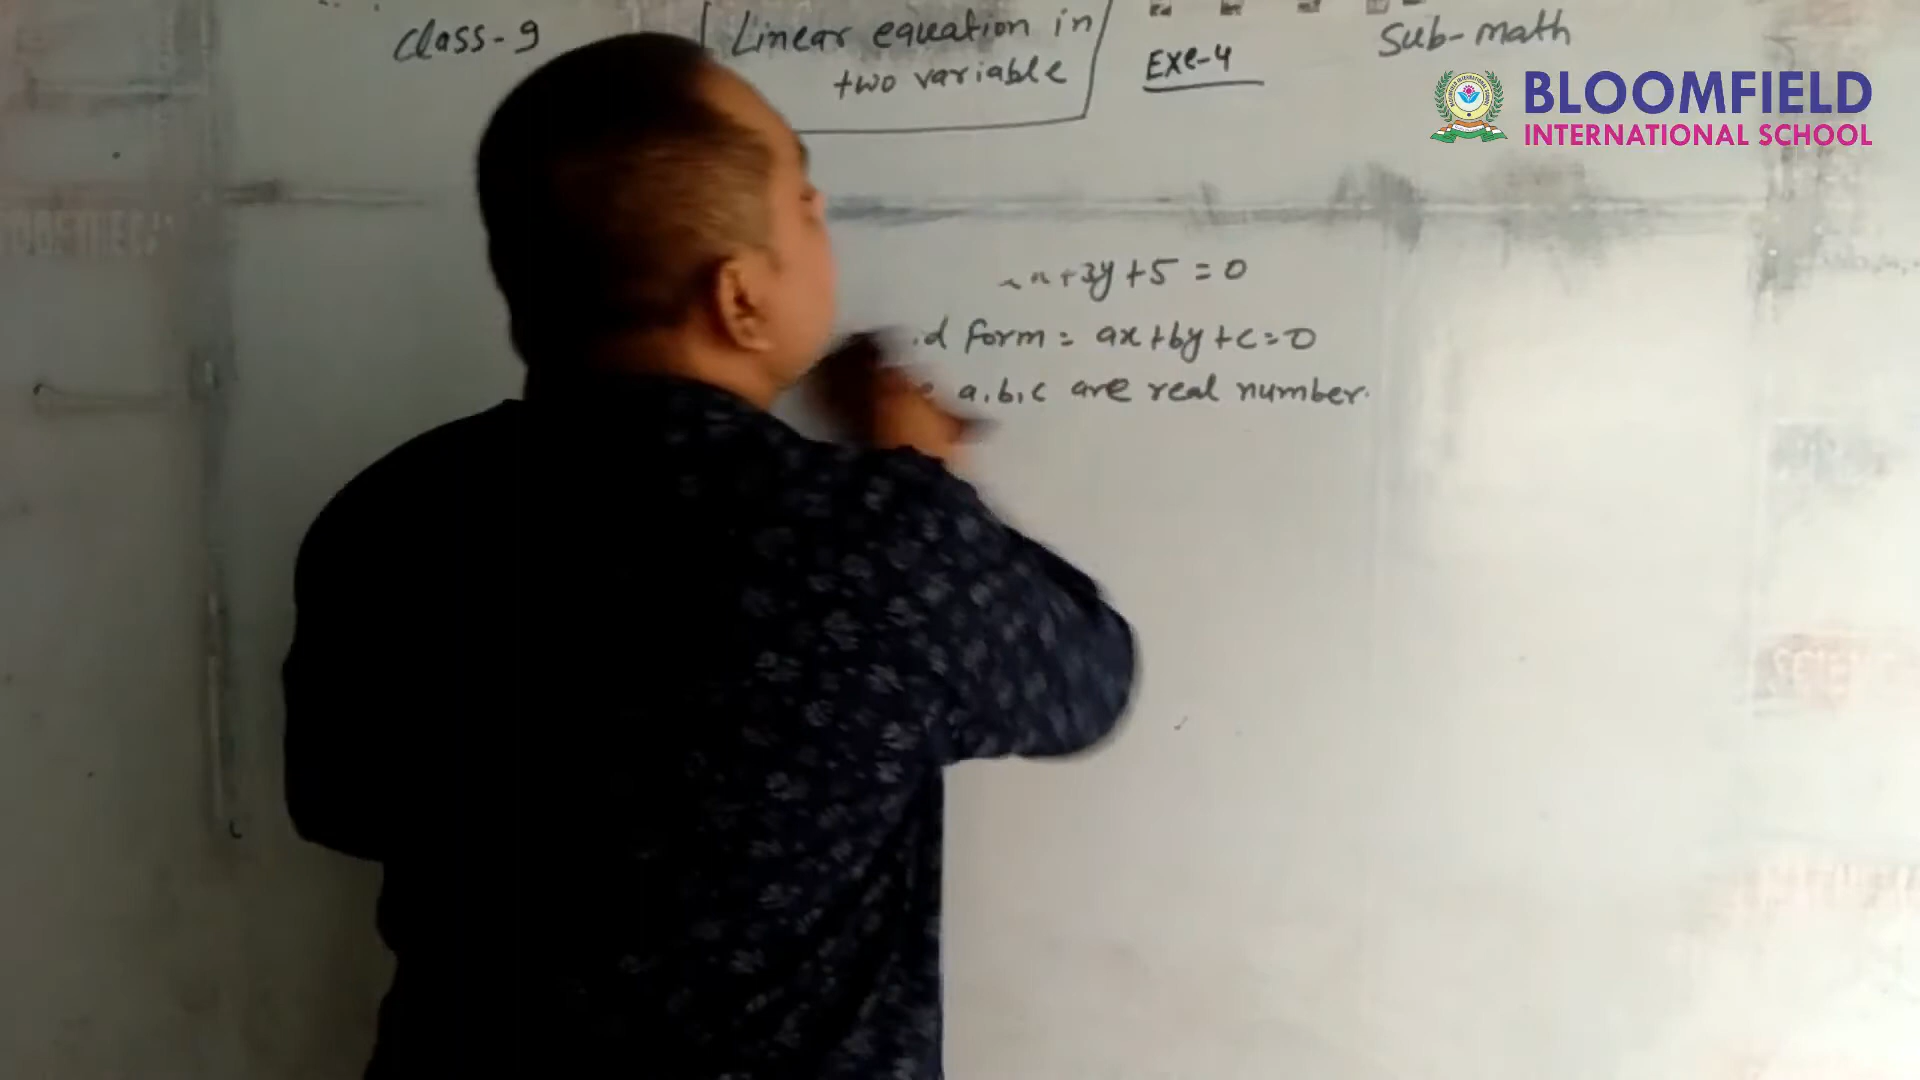 Class-9
Linear equation in
two variable
Exe-4
Sub-math
BLOOMFIELD
INTERNATIONAL SCHOOL
+3y+5=0
form= ax+by+c=0
a,b,c are real number.